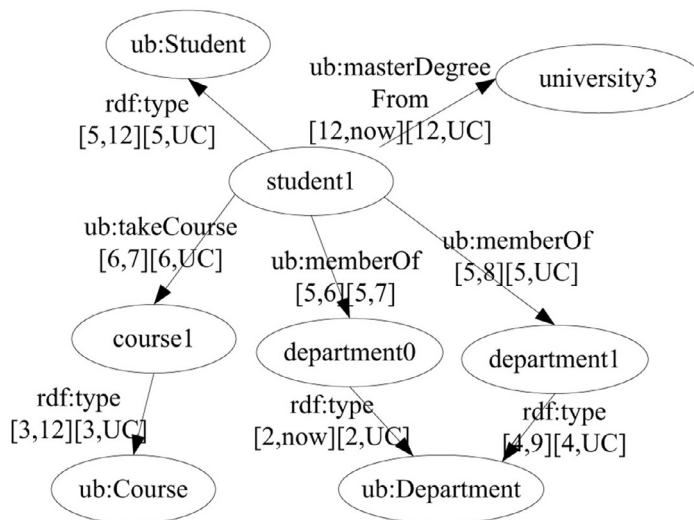 ub:Student
ub:masterDegree
From
[12,now][12,UC]
university3
rdf:type
[5,12][5,UC]
student1
ub:takeCourse
[6,7][6,UC]
ub:memberOf
[5,6][5,7]
ub:memberOf
[5,8][5,UC]
course1
department0
department1
rdf:type
[3,12][3,UC]
rdf:type
[2,now][2,UC]
rdf:type
[4,9][4,UC]
ub:Course
ub:Department